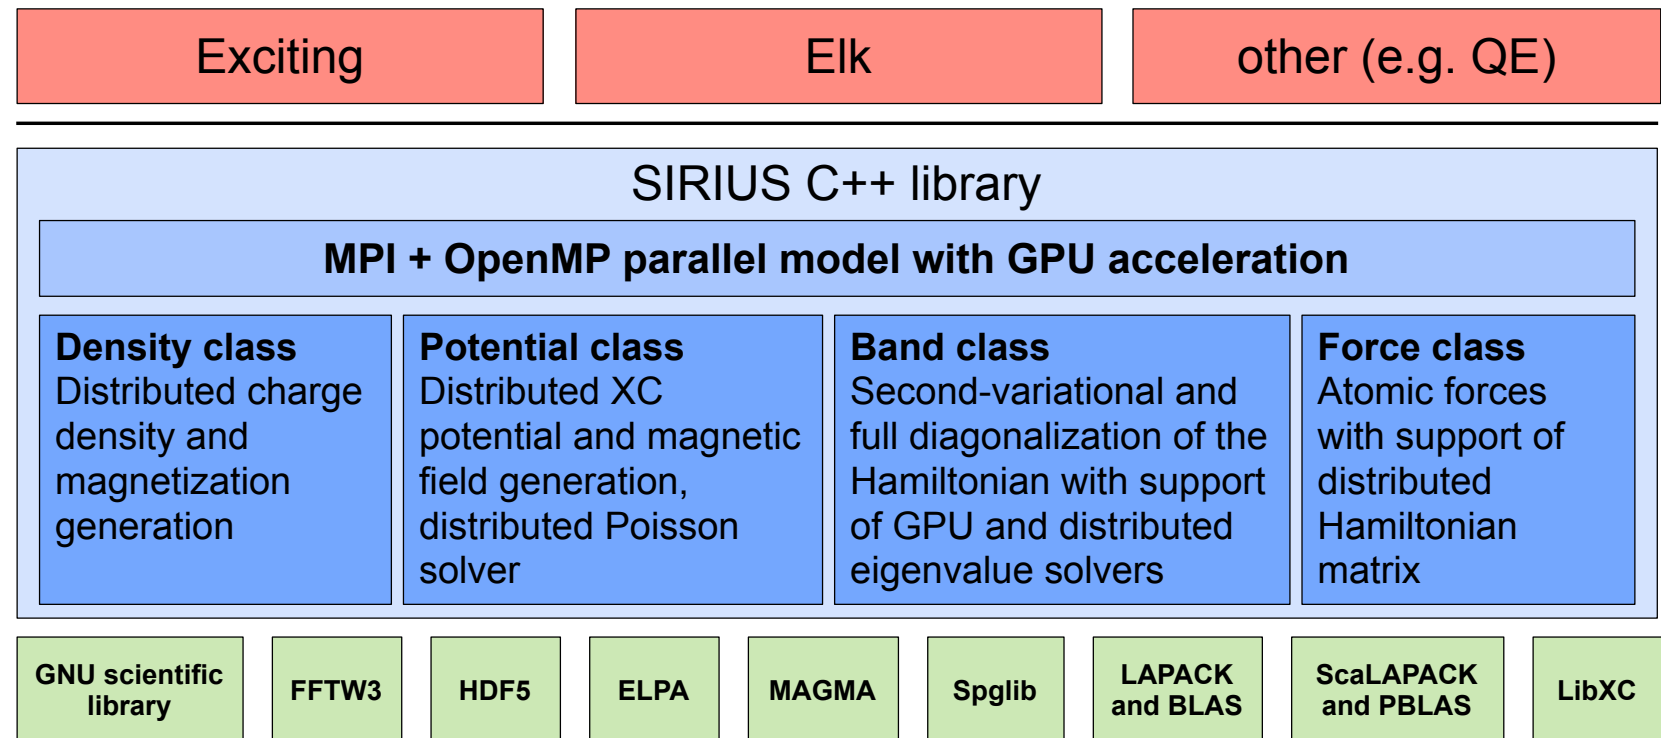 Exciting
Elk
other (e.g. QE)
SIRIUS C++ library
MPI + OpenMP parallel model with GPU acceleration
Density class
Distributed charge
density and
magnetization
generation
Potential class
Distributed XC
potential and magnetic
field generation,
distributed Poisson
solver
Band class
Second-variational and
full diagonalization of the
Hamiltonian with support
of GPU and distributed
eigenvalue solvers
Force class
Atomic forces
with support of
distributed
Hamiltonian
matrix
GNU scientific
library
FFTW3
HDF5
ELPA
MAGMA
Spglib
LAPACK
and BLAS
ScaLAPACK
and PBLAS
LibXC